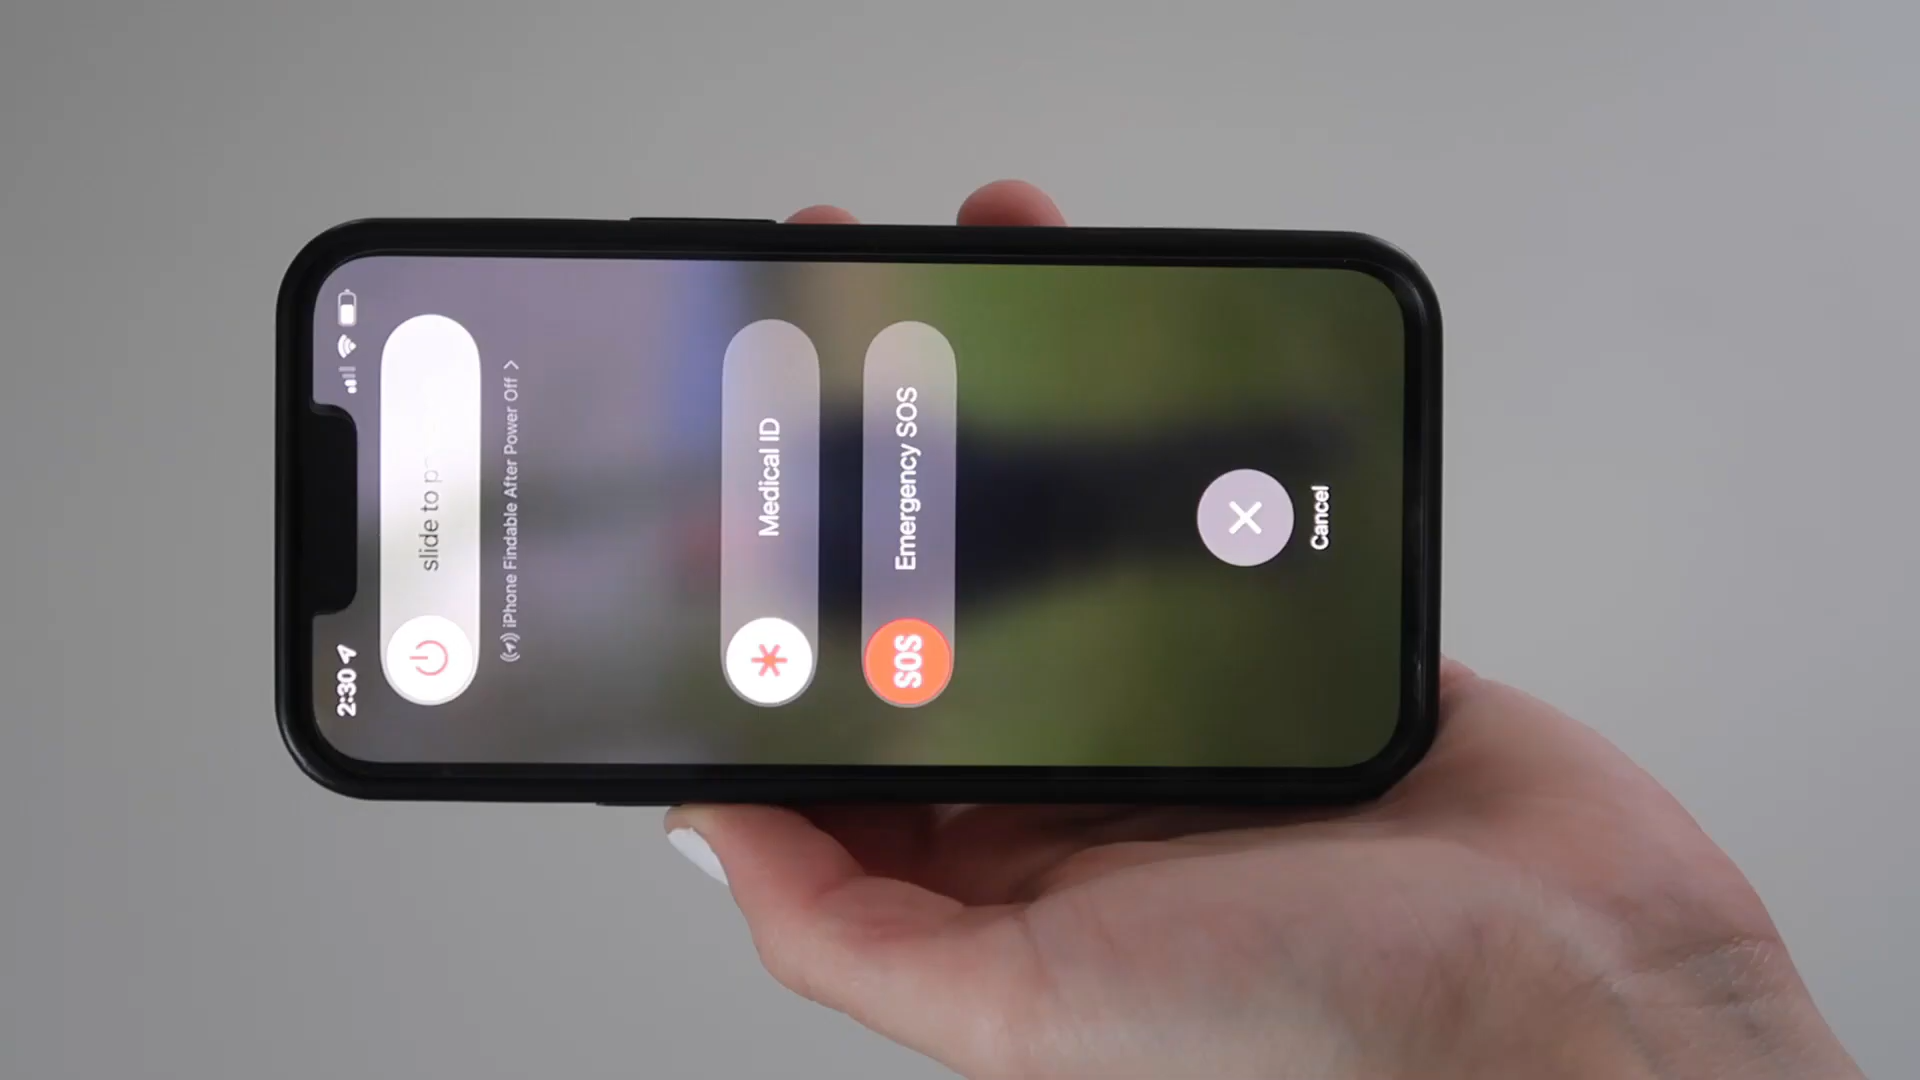 2:30
slide to p
iPhone Findable After Power Off
Medical ID
SOS Emergency SOS
Cancel